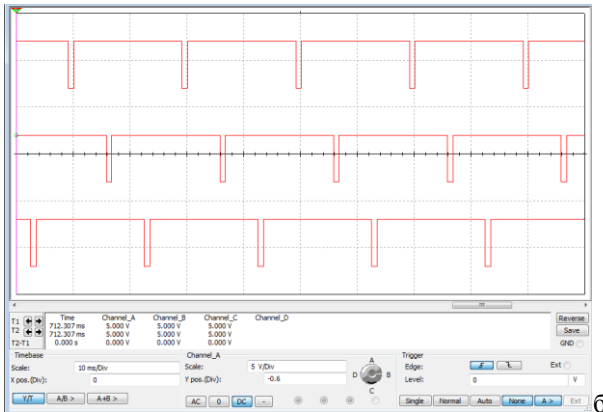 Time Channel_A Channel_B Channel_C Channel_D
T1 712.307 ms 5.000 V 5.000 V 5.000 V
T2 712.307 ms 5.000 V 5.000 V 5.000 V
T2-T1 0.000 s 0.000 V 0.000 V 0.000 V
Reverse
Save
GND
Timebase Channel_A Trigger
Scale: 10 ms/Div Scale: 5 V/Div Edge: Ext
X pos.(Div): 0 Y pos.(Div): -0.6 Level: 0 V
A
D B
C
Y/T A/B > A+B > AC 0 DC - Single Normal Auto None A > Ext
б